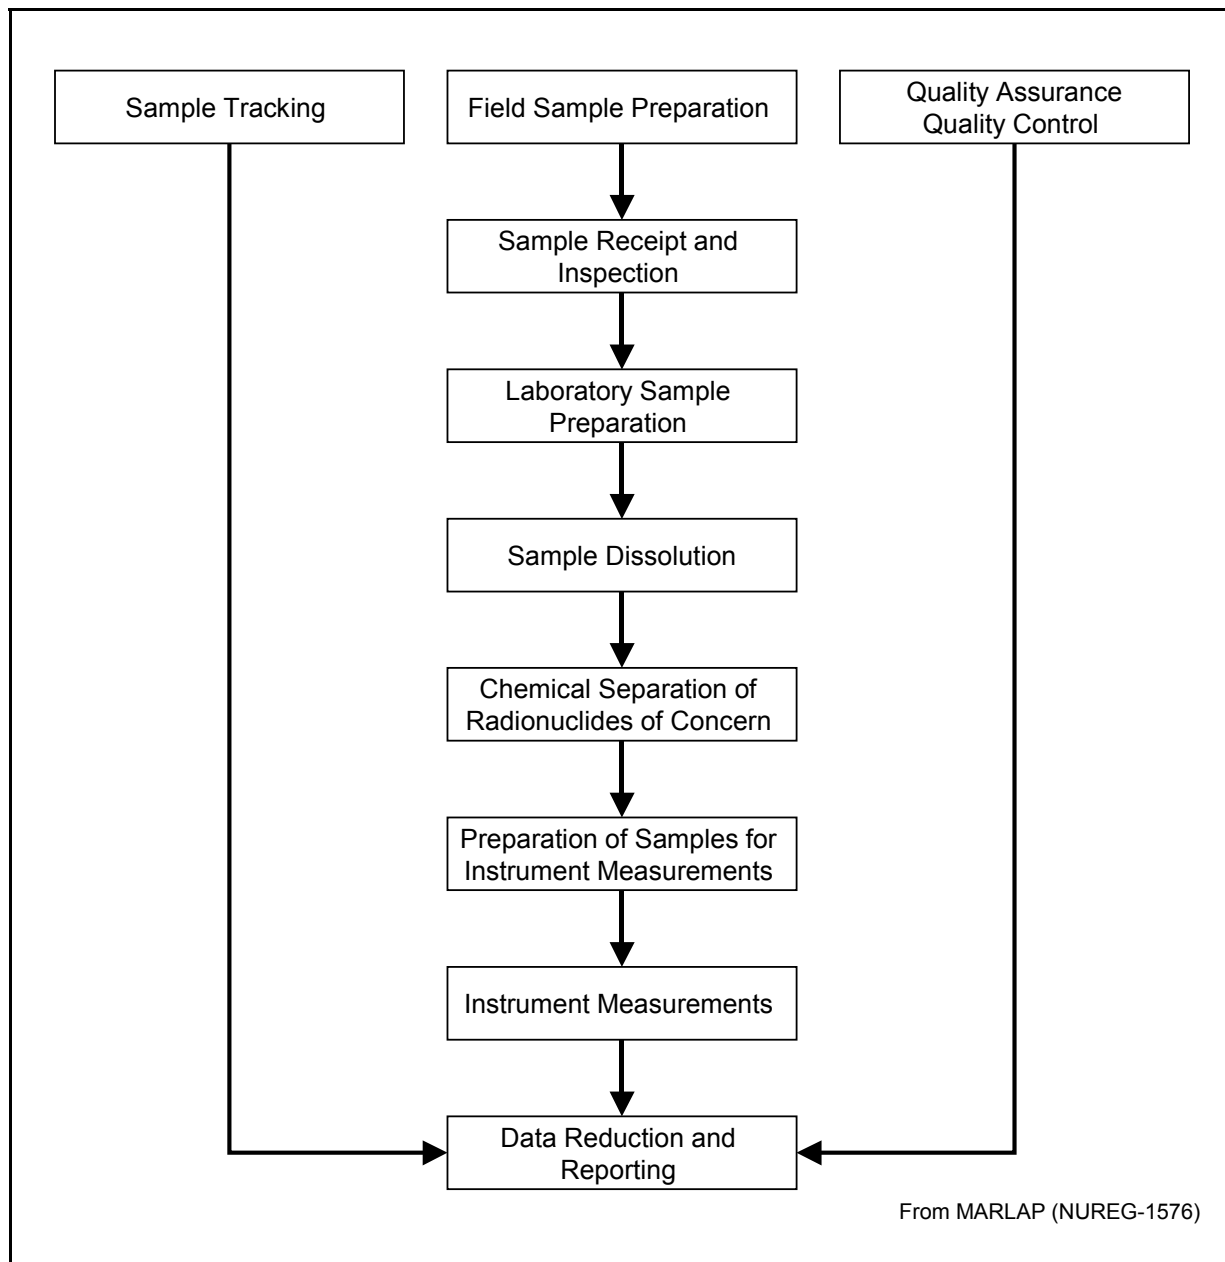 Sample Tracking
Field Sample Preparation
Quality Assurance
Quality Control
Sample Receipt and
Inspection
Laboratory Sample
Preparation
Sample Dissolution
Chemical Separation of
Radionuclides of Concern
Preparation of Samples for
Instrument Measurements
Instrument Measurements
Data Reduction and
Reporting
From MARLAP (NUREG-1576)